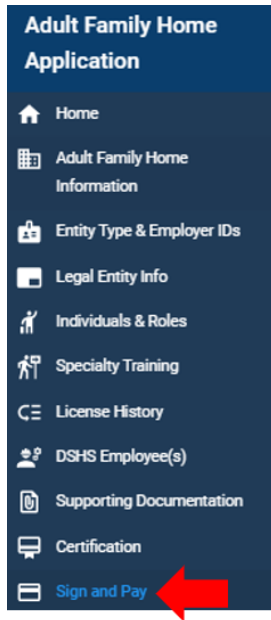 Adult Family Home
Application
Home
Adult Family Home
Information
Entity Type & Employer IDs
Legal Entity Info
Individuals & Roles
Specialty Training
License History
DSHS Employee(s)
Supporting Documentation
Certification
Sign and Pay